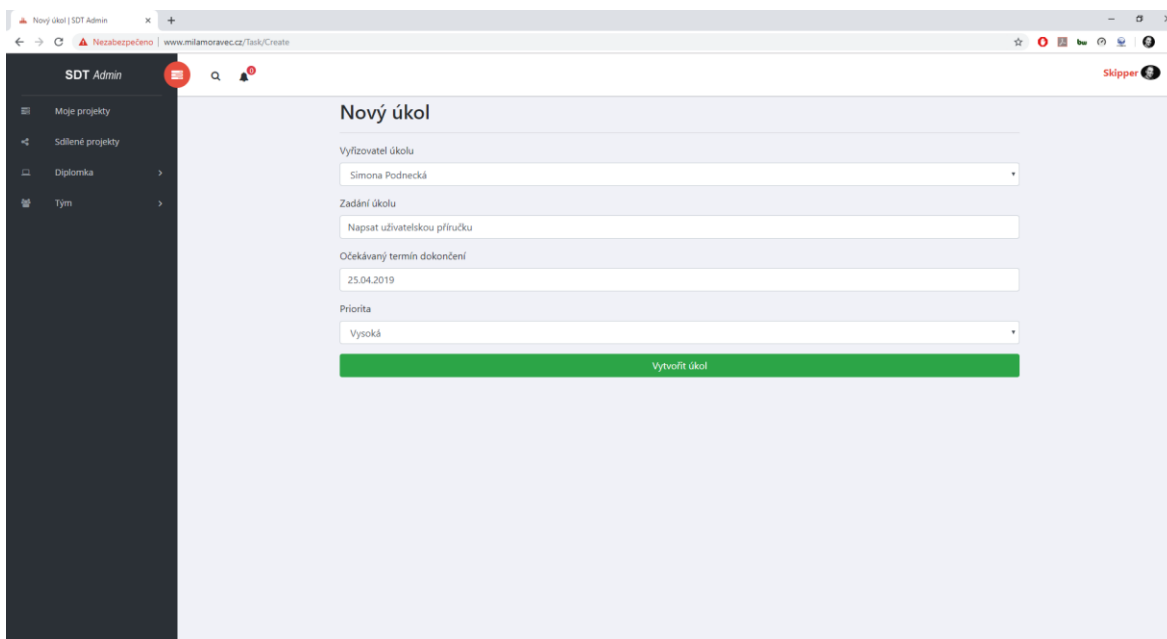 Nový úkol | SDT Admin
Nezabezpečeno | www.milamoravec.cz/Task/Create
bw
SDT Admin
0
Skipper
Moje projekty
Sdílené projekty
Diplomka
Tým
Nový úkol
Vyřizovatel úkolu
Simona Podnecká
Zadání úkolu
Napsat uživatelskou příručku
Očekávaný termín dokončení
25.04.2019
Priorita
Vysoká
Vytvořit úkol